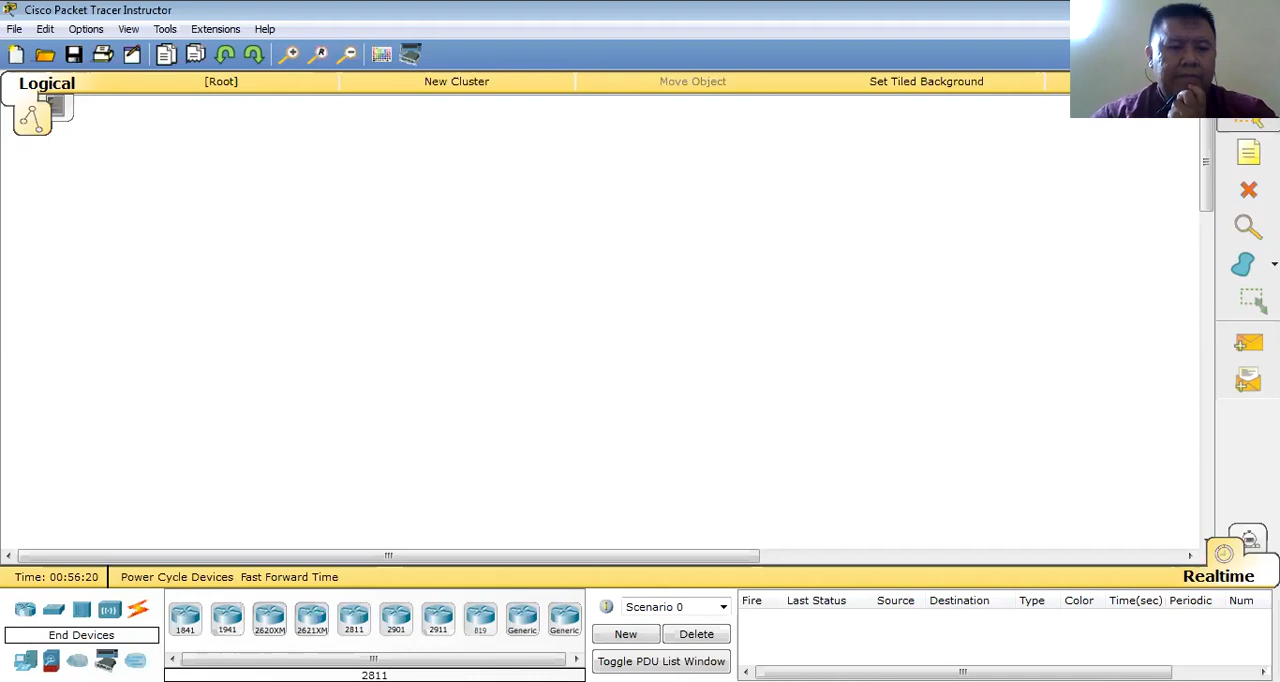 Cisco Packet Tracer Instructor
File Edit Options View Tools Extensions Help
Logical [Root] New Cluster Move Object Set Tiled Background
Time: 00:56:20 Power Cycle Devices Fast Forward Time Realtime
End Devices
1841 1941 2620XM 2621XM 2811 2901 2911 819 Generic Generic
2811
Scenario 0
New Delete
Toggle PDU List Window
Fire Last Status Source Destination Type Color Time(sec) Periodic Num